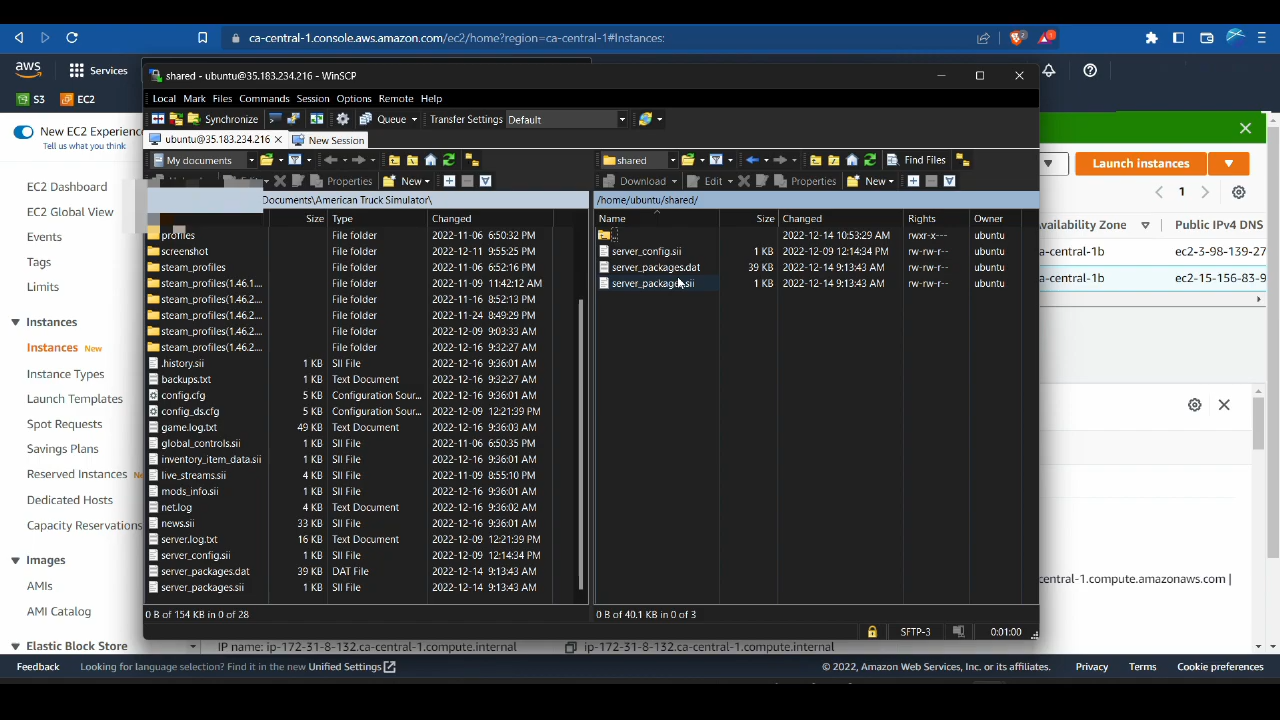 ca-central-1.console.aws.amazon.com/ec2/home?region=ca-central-1#Instances:
aws
Services
S3
EC2
New EC2 Experience
Tell us what you think
EC2 Dashboard
EC2 Global View
Events
Tags
Limits
Instances
Instances New
Instance Types
Launch Templates
Spot Requests
Savings Plans
Reserved Instances
Dedicated Hosts
Capacity Reservations
Images
AMIs
AMI Catalog
Elastic Block Store
shared - ubuntu@35.183.234.216 - WinSCP
Local Mark Files Commands Session Options Remote Help
Synchronize Queue Transfer Settings Default
ubuntu@35.183.234.216 × New Session
My documents
Properties New
Documents\American Truck Simulator\
Size Type Changed
profiles File folder 2022-11-06 6:50:32 PM
screenshot File folder 2022-12-11 9:55:25 PM
steam_profiles File folder 2022-11-06 6:52:16 PM
steam_profiles(1.46.1.... File folder 2022-11-09 11:42:12 AM
steam_profiles(1.46.2.... File folder 2022-11-16 8:52:13 PM
steam_profiles(1.46.2.... File folder 2022-11-24 8:49:29 PM
steam_profiles(1.46.2.... File folder 2022-12-09 9:03:33 AM
steam_profiles(1.46.2.... File folder 2022-12-16 9:32:27 AM
.history.sii 1 KB SII File 2022-12-16 9:36:01 AM
backups.txt 1 KB Text Document 2022-12-16 9:32:27 AM
config.cfg 5 KB Configuration Sour... 2022-12-16 9:36:01 AM
config_ds.cfg 5 KB Configuration Sour... 2022-12-09 12:21:39 PM
game.log.txt 49 KB Text Document 2022-12-16 9:36:03 AM
global_controls.sii 1 KB SII File 2022-11-06 6:50:35 PM
inventory_item_data.sii 1 KB SII File 2022-12-16 9:36:01 AM
live_streams.sii 4 KB SII File 2022-11-09 8:55:10 PM
mods_info.sii 1 KB SII File 2022-12-16 9:36:01 AM
net.log 4 KB Text Document 2022-12-16 9:36:02 AM
news.sii 33 KB SII File 2022-12-16 9:36:01 AM
server.log.txt 16 KB Text Document 2022-12-09 12:21:39 PM
server_config.sii 1 KB SII File 2022-12-09 12:14:34 PM
server_packages.dat 39 KB DAT File 2022-12-14 9:13:43 AM
server_packages.sii 1 KB SII File 2022-12-14 9:13:43 AM
0 B of 154 KB in 0 of 28
shared Find Files
Download Edit Properties New
/home/ubuntu/shared/
Name Size Changed Rights Owner
.. 2022-12-14 10:53:29 AM rwxr-x--- ubuntu
server_config.sii 1 KB 2022-12-09 12:14:34 PM rw-rw-r-- ubuntu
server_packages.dat 39 KB 2022-12-14 9:13:43 AM rw-rw-r-- ubuntu
server_packages.sii 1 KB 2022-12-14 9:13:43 AM rw-rw-r-- ubuntu
0 B of 40.1 KB in 0 of 3
SFTP-3 0:01:00
Launch instances
1
Availability Zone Public IPv4 DNS
ca-central-1b ec2-3-98-139-27
ca-central-1b ec2-15-156-83-9
central-1.compute.amazonaws.com |
IP name: ip-172-31-8-132.ca-central-1.compute.internal ip-172-31-8-132.ca-central-1.compute.internal
Feedback Looking for language selection? Find it in the new Unified Settings © 2022, Amazon Web Services, Inc. or its affiliates. Privacy Terms Cookie preferences